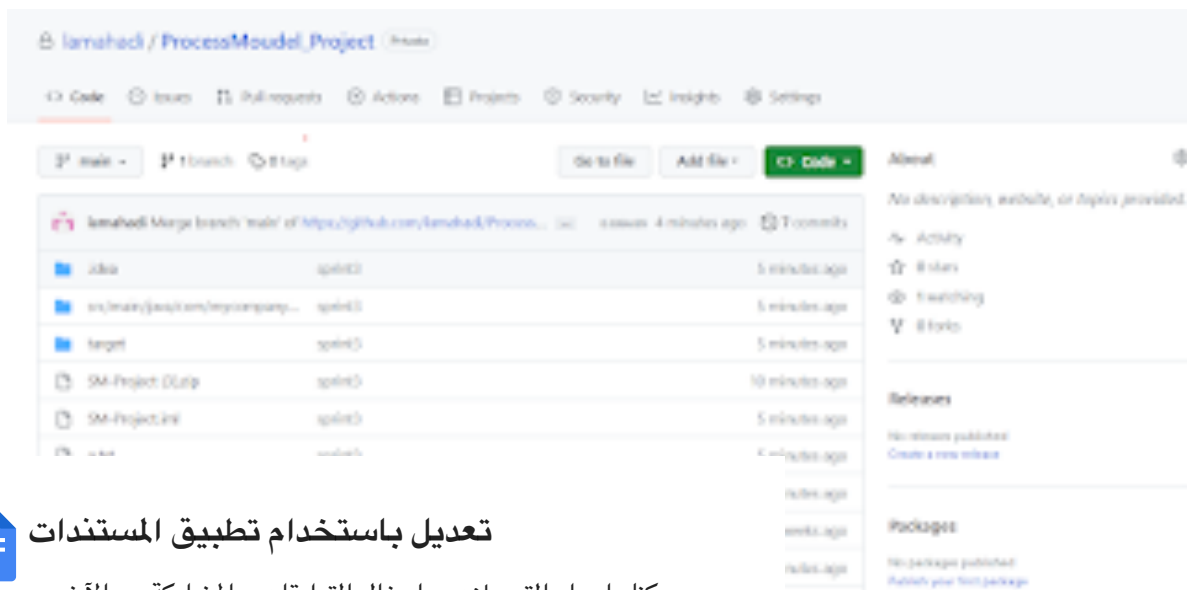 lamahadi / ProcessMoudel_Project Private
Code Issues Pull requests Actions Projects Security Insights Settings
main 1 branch 0 tags Go to file Add file Code
lamahadi Merge branch 'main' of https://github.com/lamahadi/Process... 4 minutes ago 7 commits
.idea sprint3 5 minutes ago
src/main/java/com/mycompany... sprint3 5 minutes ago
target sprint3 5 minutes ago
SM-Project sprint3 10 minutes ago
SM-Project.iml sprint3 5 minutes ago
About
No description, website, or topics provided.
Activity
0 stars
1 watching
0 forks
Releases
No releases published
Create a new release
Packages
No packages published
Publish your first package
تعديل باستخدام تطبيق المستندات